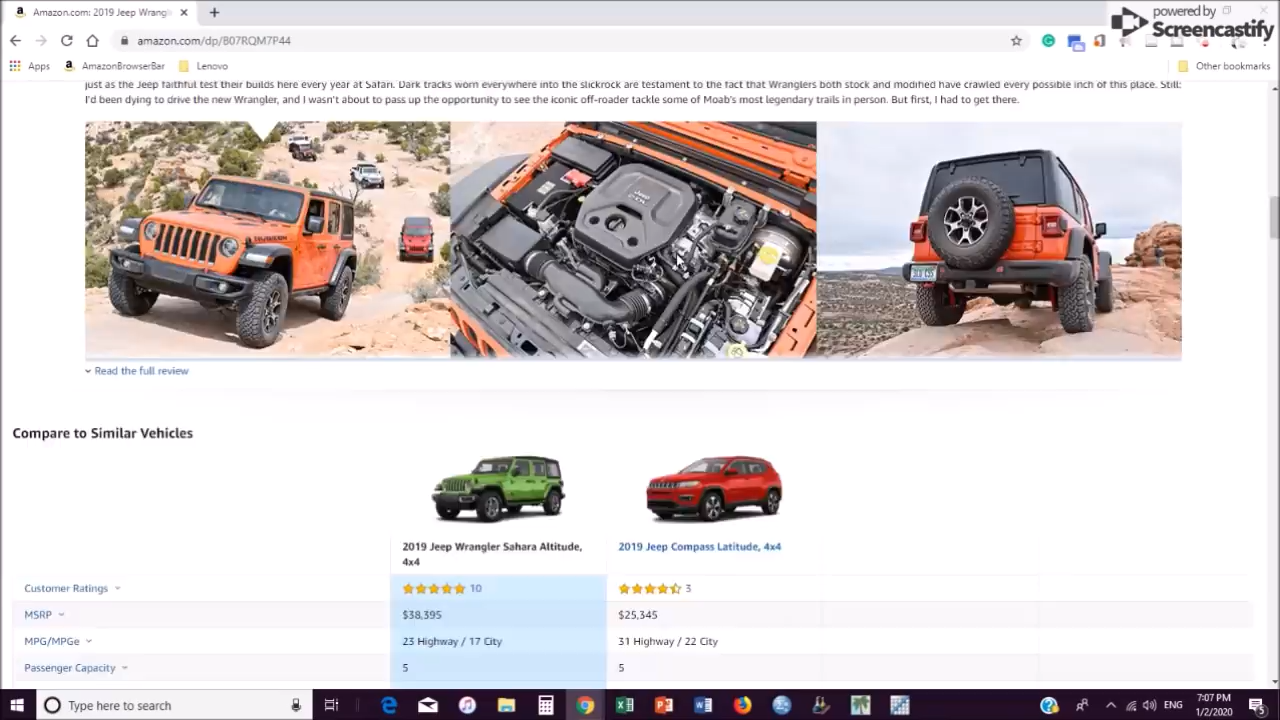 Amazon.com: 2019 Jeep Wrangl
powered by
Screencastify
amazon.com/dp/B07RQM7P44
Apps
AmazonBrowserBar
Lenovo
Other bookmarks
just as the Jeep faithful test their builds here every year at Safari. Dark tracks worn everywhere into the slickrock are testament to the fact that Wranglers both stock and modified have crawled every possible inch of this place. Still:
I'd been dying to drive the new Wrangler, and I wasn't about to pass up the opportunity to see the iconic off-roader tackle some of Moab's most legendary trails in person. But first, I had to get there.
RUBICON
Jeep
Read the full review
Compare to Similar Vehicles
2019 Jeep Wrangler Sahara Altitude,
4x4
2019 Jeep Compass Latitude, 4x4
Customer Ratings
10
3
MSRP
$38,395
$25,345
MPG/MPGe
23 Highway / 17 City
31 Highway / 22 City
Passenger Capacity
5
5
Type here to search
ENG
7:07 PM
1/2/2020
5